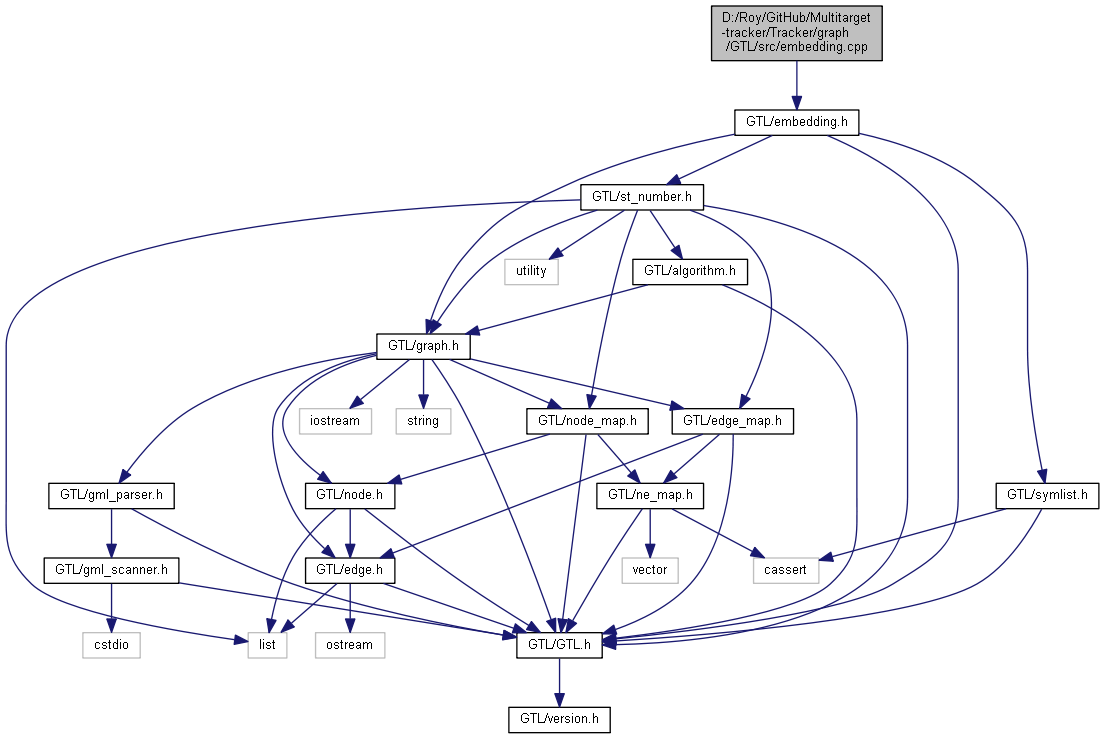 D:/Roy/GitHub/Multitarget
-tracker/Tracker/graph
/GTL/src/embedding.cpp
GTL/embedding.h
GTL/st_number.h
utility
GTL/algorithm.h
GTL/graph.h
iostream
string
GTL/node_map.h
GTL/edge_map.h
GTL/gml_parser.h
GTL/node.h
GTL/ne_map.h
GTL/symlist.h
GTL/gml_scanner.h
GTL/edge.h
vector
cassert
cstdio
list
ostream
GTL/GTL.h
GTL/version.h